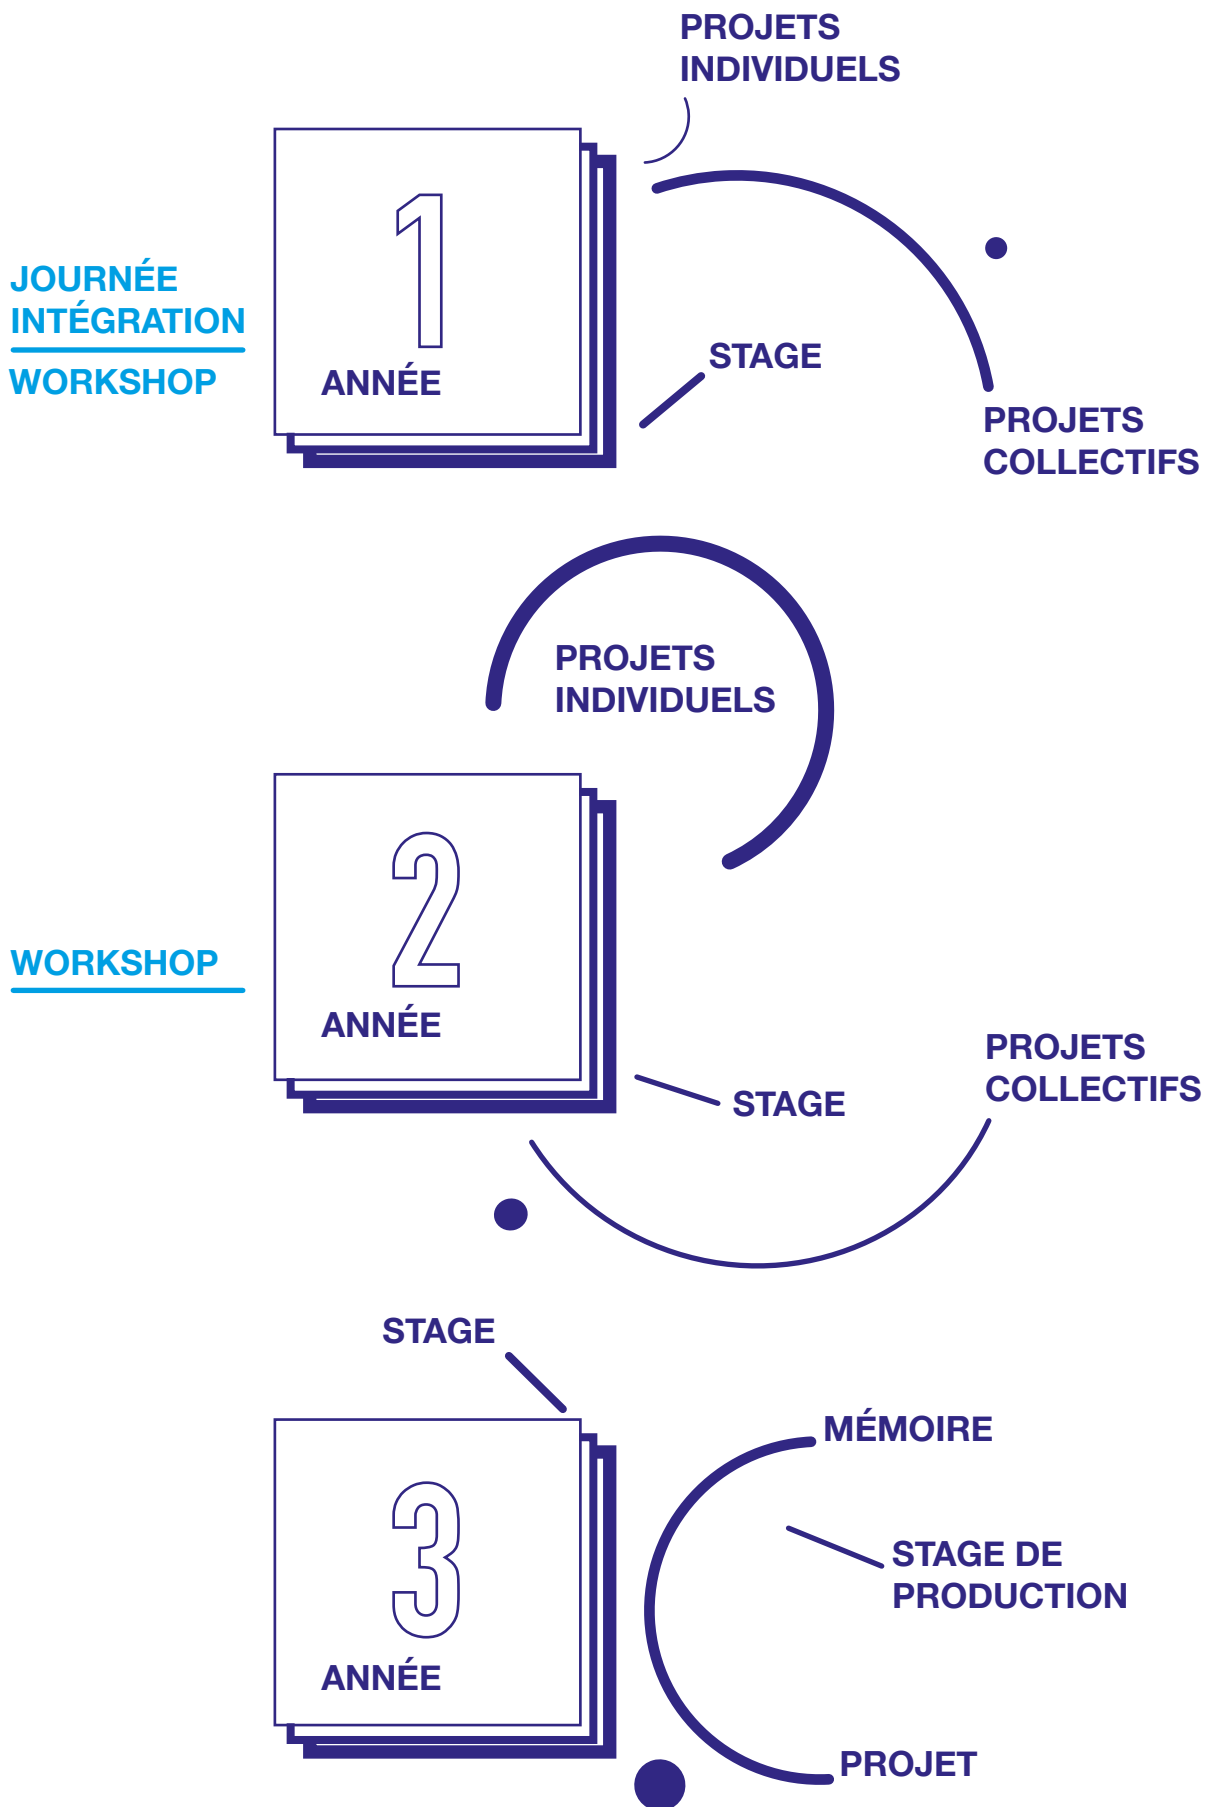 PROJETS
INDIVIDUELS
1
ANNÉE
JOURNÉE
INTÉGRATION
WORKSHOP
STAGE
PROJETS
COLLECTIFS
PROJETS
INDIVIDUELS
2
ANNÉE
WORKSHOP
STAGE
PROJETS
COLLECTIFS
STAGE
3
ANNÉE
MÉMOIRE
STAGE DE
PRODUCTION
PROJET